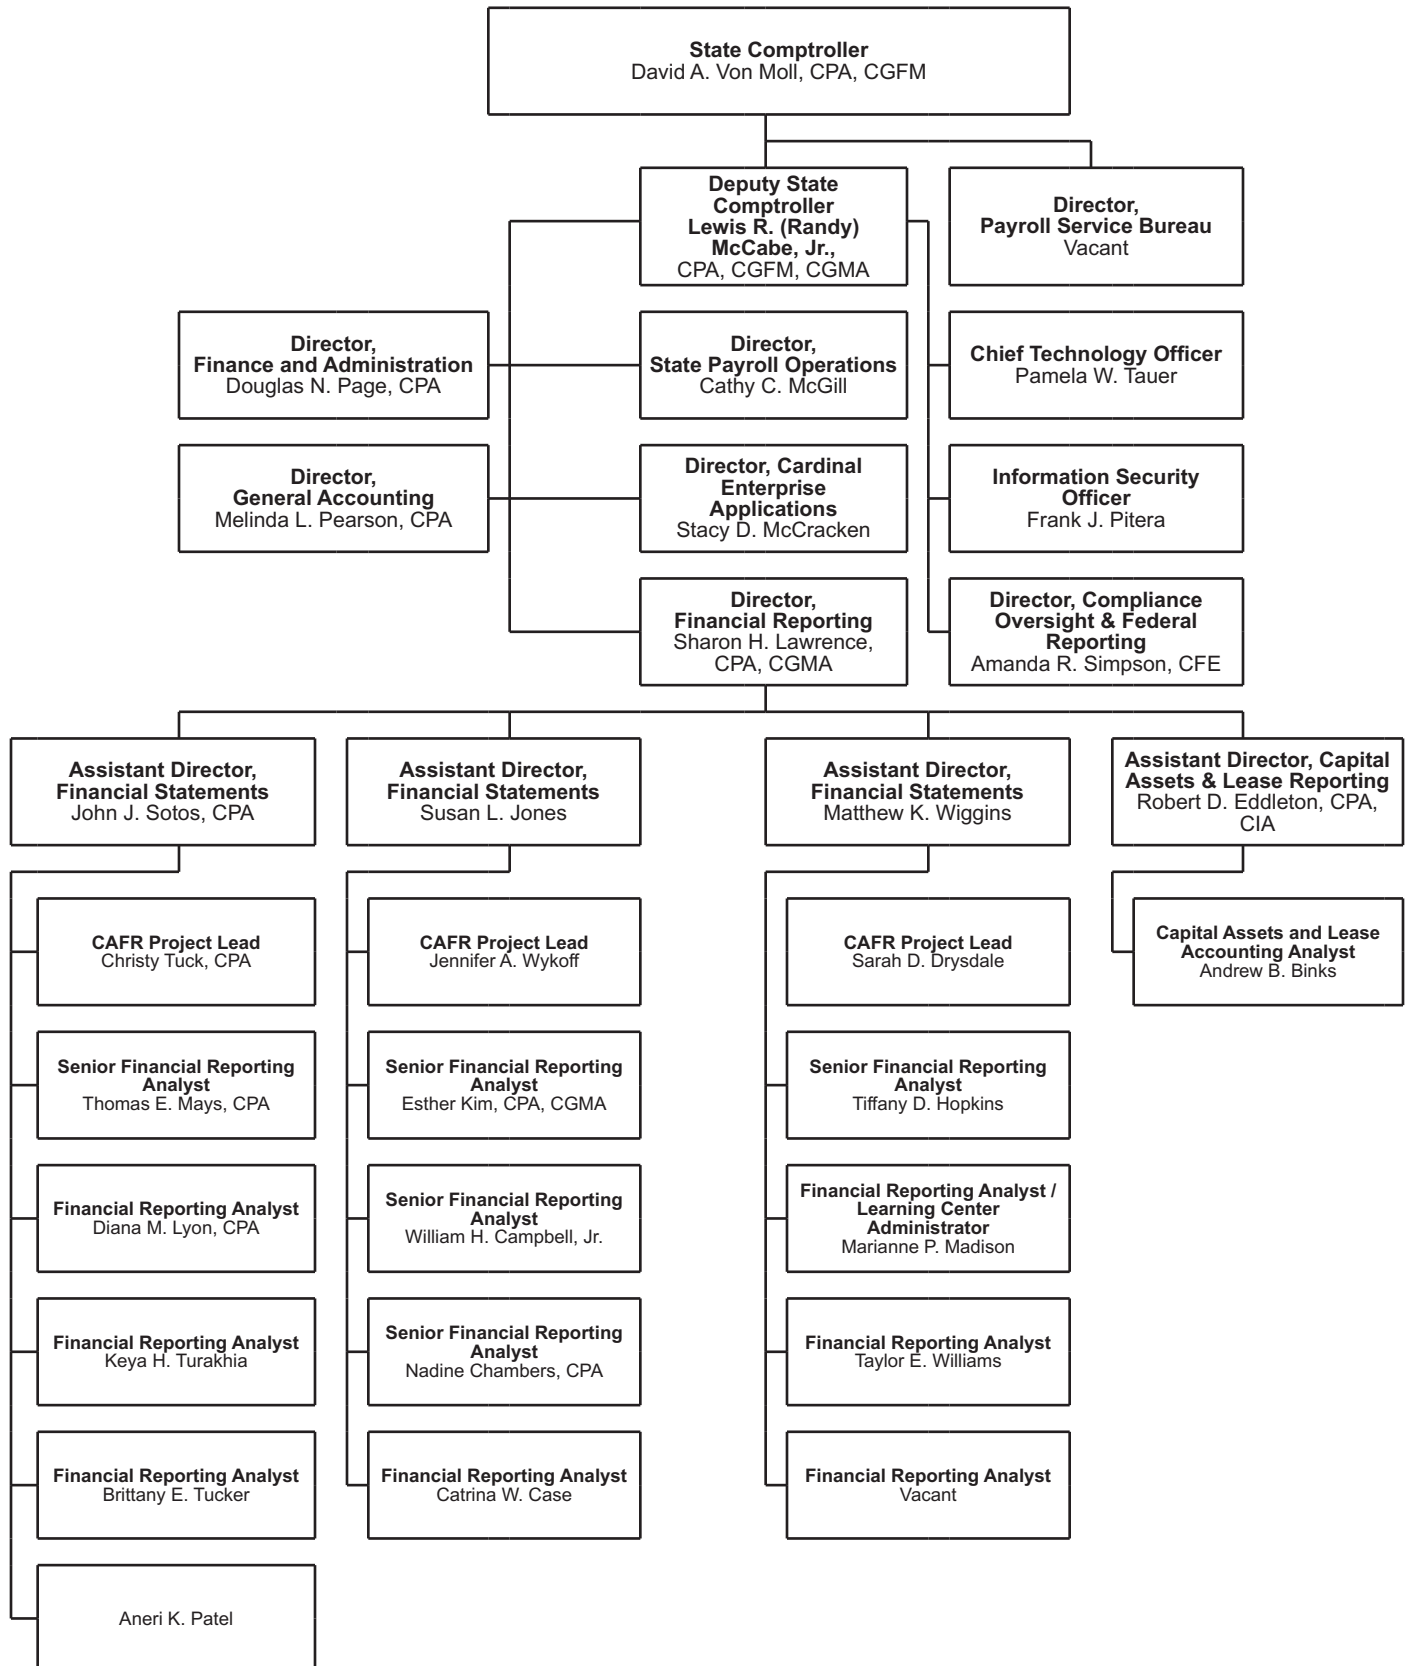 State Comptroller
David A. Von Moll, CPA, CGFM
Deputy State
Comptroller
Lewis R. (Randy)
McCabe, Jr.,
CPA, CGFM, CGMA
Director,
Payroll Service Bureau
Vacant
Director,
Finance and Administration
Douglas N. Page, CPA
Director,
State Payroll Operations
Cathy C. McGill
Chief Technology Officer
Pamela W. Tauer
Director,
General Accounting
Melinda L. Pearson, CPA
Director, Cardinal
Enterprise
Applications
Stacy D. McCracken
Information Security
Officer
Frank J. Pitera
Director,
Financial Reporting
Sharon H. Lawrence,
CPA, CGMA
Director, Compliance
Oversight & Federal
Reporting
Amanda R. Simpson, CFE
Assistant Director,
Financial Statements
John J. Sotos, CPA
Assistant Director,
Financial Statements
Susan L. Jones
Assistant Director,
Financial Statements
Matthew K. Wiggins
Assistant Director, Capital
Assets & Lease Reporting
Robert D. Eddleton, CPA,
CIA
CAFR Project Lead
Christy Tuck, CPA
CAFR Project Lead
Jennifer A. Wykoff
CAFR Project Lead
Sarah D. Drysdale
Capital Assets and Lease
Accounting Analyst
Andrew B. Binks
Senior Financial Reporting
Analyst
Thomas E. Mays, CPA
Senior Financial Reporting
Analyst
Esther Kim, CPA, CGMA
Senior Financial Reporting
Analyst
Tiffany D. Hopkins
Financial Reporting Analyst
Diana M. Lyon, CPA
Senior Financial Reporting
Analyst
William H. Campbell, Jr.
Financial Reporting Analyst /
Learning Center
Administrator
Marianne P. Madison
Financial Reporting Analyst
Keya H. Turakhia
Senior Financial Reporting
Analyst
Nadine Chambers, CPA
Financial Reporting Analyst
Taylor E. Williams
Financial Reporting Analyst
Brittany E. Tucker
Financial Reporting Analyst
Catrina W. Case
Financial Reporting Analyst
Vacant
Aneri K. Patel